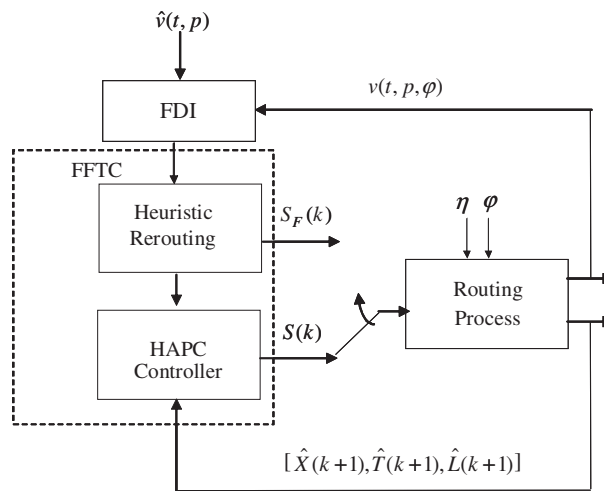 v̂(t, p)
FDI
v(t, p, φ)
FFTC
Heuristic
Rerouting
S_F(k)
η φ
Routing
Process
HAPC
Controller
S(k)
[X̂(k+1), T̂(k+1), L̂(k+1)]